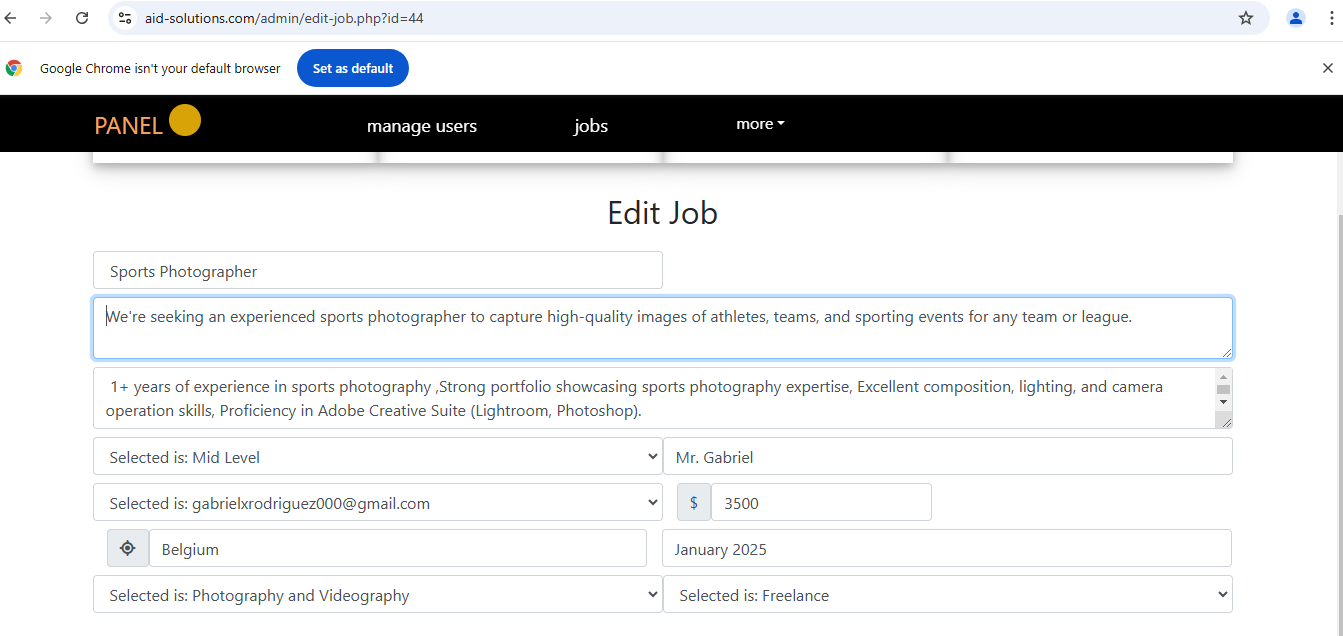 aid-solutions.com/admin/edit-job.php?id=44
Google Chrome isn't your default browser Set as default
PANEL manage users jobs more
Edit Job
Sports Photographer
We're seeking an experienced sports photographer to capture high-quality images of athletes, teams, and sporting events for any team or league.
1+ years of experience in sports photography ,Strong portfolio showcasing sports photography expertise, Excellent composition, lighting, and camera
operation skills, Proficiency in Adobe Creative Suite (Lightroom, Photoshop).
Selected is: Mid Level Mr. Gabriel
Selected is: gabrielxrodriguez000@gmail.com $ 3500
Belgium January 2025
Selected is: Photography and Videography Selected is: Freelance